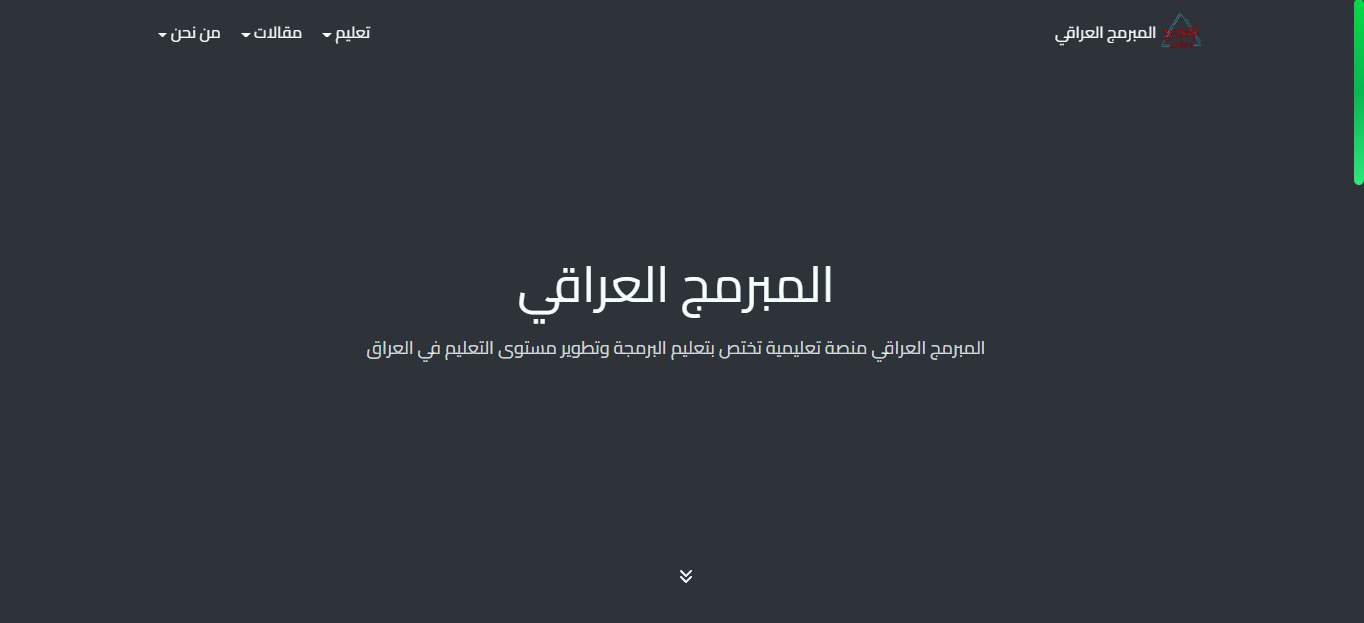 المبرمج العراقي
تعليم
مقالات
من نحن
المبرمج العراقي
المبرمج العراقي منصة تعليمية تختص بتعليم البرمجة وتطوير مستوى التعليم في العراق